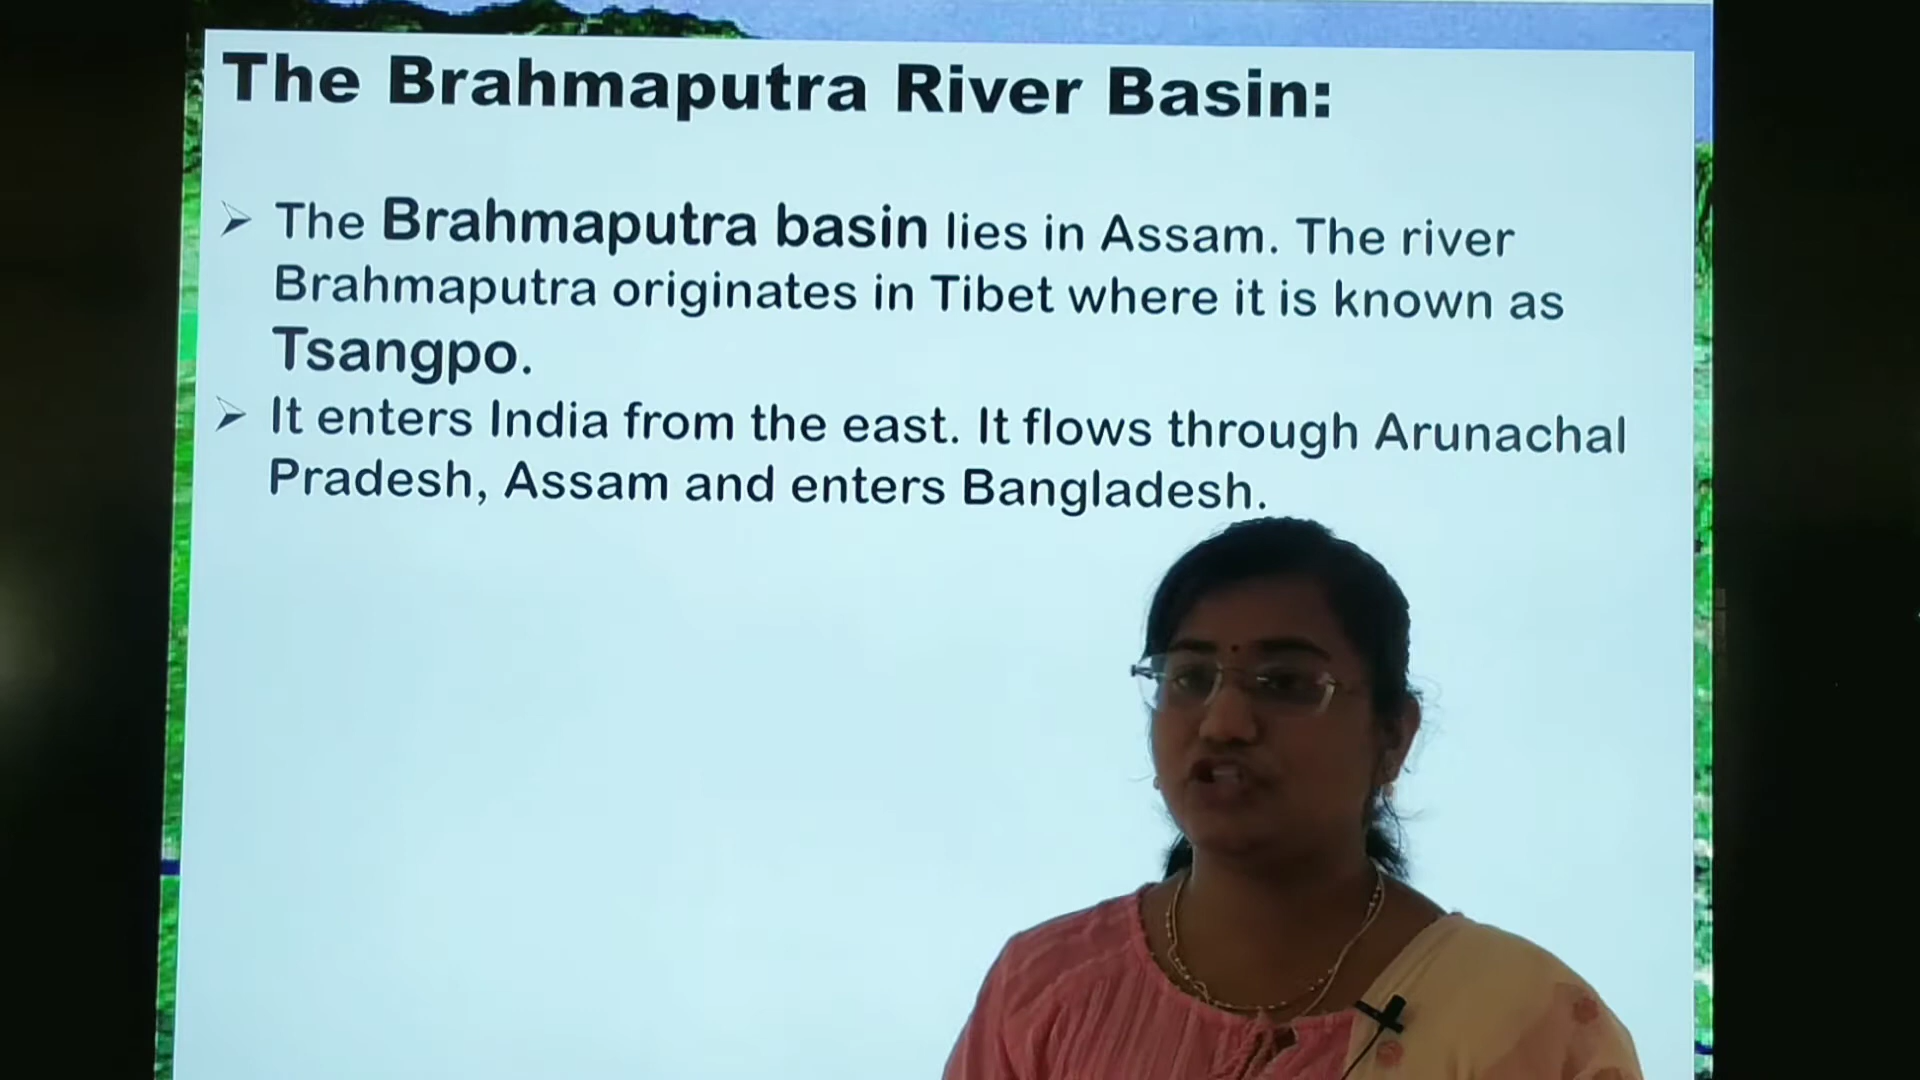 The Brahmaputra River Basin:
➢ The Brahmaputra basin lies in Assam. The river
Brahmaputra originates in Tibet where it is known as
Tsangpo.
➢ It enters India from the east. It flows through Arunachal
Pradesh, Assam and enters Bangladesh.